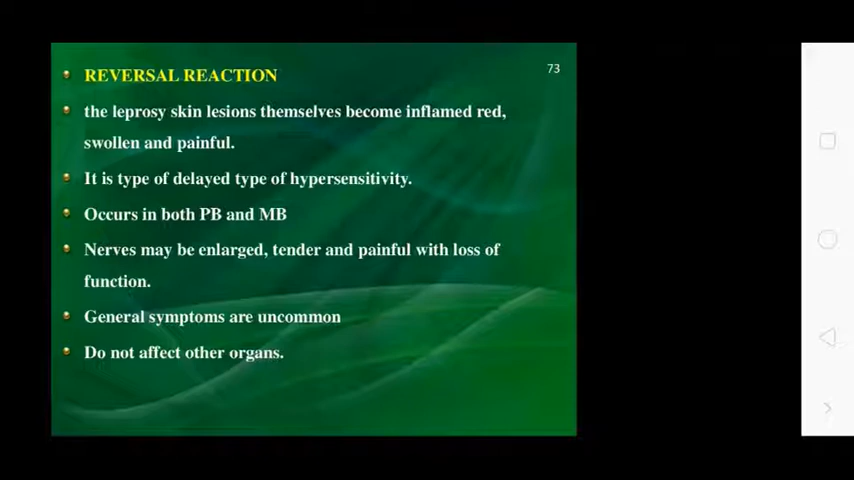 73
REVERSAL REACTION
the leprosy skin lesions themselves become inflamed red,
swollen and painful.
It is type of delayed type of hypersensitivity.
Occurs in both PB and MB
Nerves may be enlarged, tender and painful with loss of
function.
General symptoms are uncommon
Do not affect other organs.